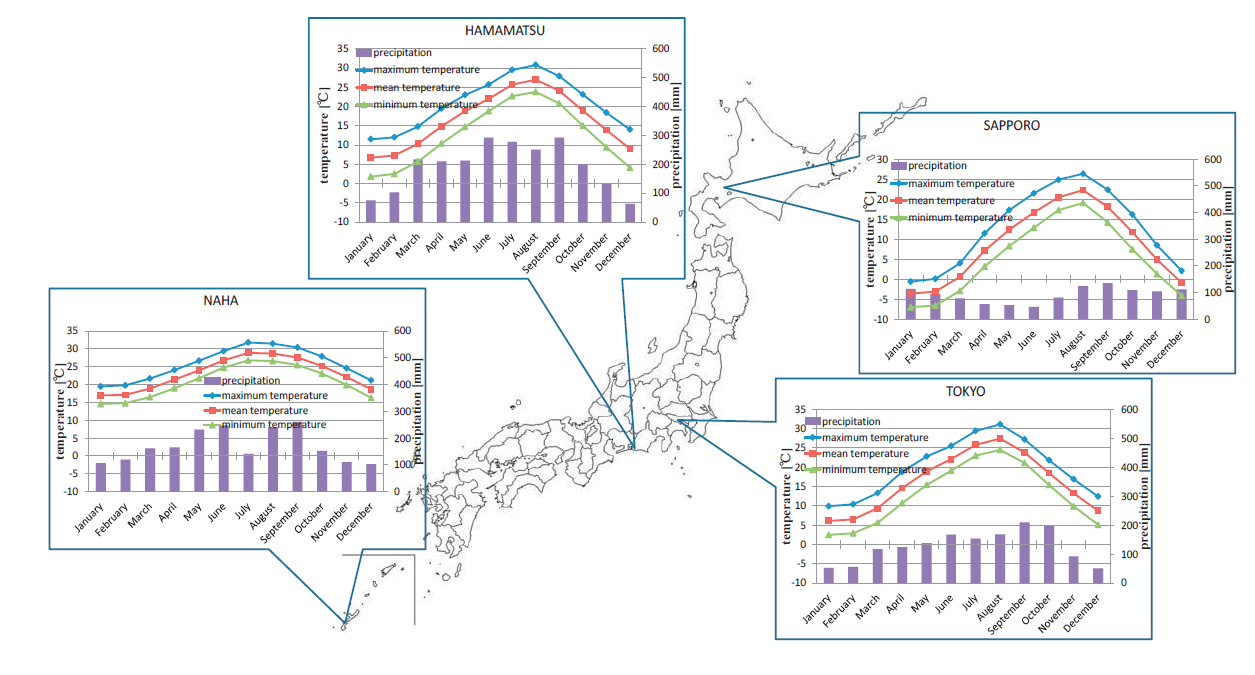 HAMAMATSU
35
30
25
20
15
10
5
0
-5
-10
temperature [℃]
precipitation
maximum temperature
mean temperature
minimum temperature
600
500
400
300
200
100
0
precipitation [mm]
January
February
March
April
May
June
July
August
September
October
November
December
SAPPORO
30
25
20
15
10
5
0
-5
-10
temperature [℃]
precipitation
maximum temperature
mean temperature
minimum temperature
600
500
400
300
200
100
0
precipitation [mm]
January
February
March
April
May
June
July
August
September
October
November
December
NAHA
35
30
25
20
15
10
5
0
-5
-10
temperature [℃]
precipitation
maximum temperature
mean temperature
minimum temperature
600
500
400
300
200
100
0
precipitation [mm]
January
February
March
April
May
June
July
August
September
October
November
December
TOKYO
35
30
25
20
15
10
5
0
-5
-10
temperature [℃]
precipitation
maximum temperature
mean temperature
minimum temperature
600
500
400
300
200
100
0
precipitation [mm]
January
February
March
April
May
June
July
August
September
October
November
December